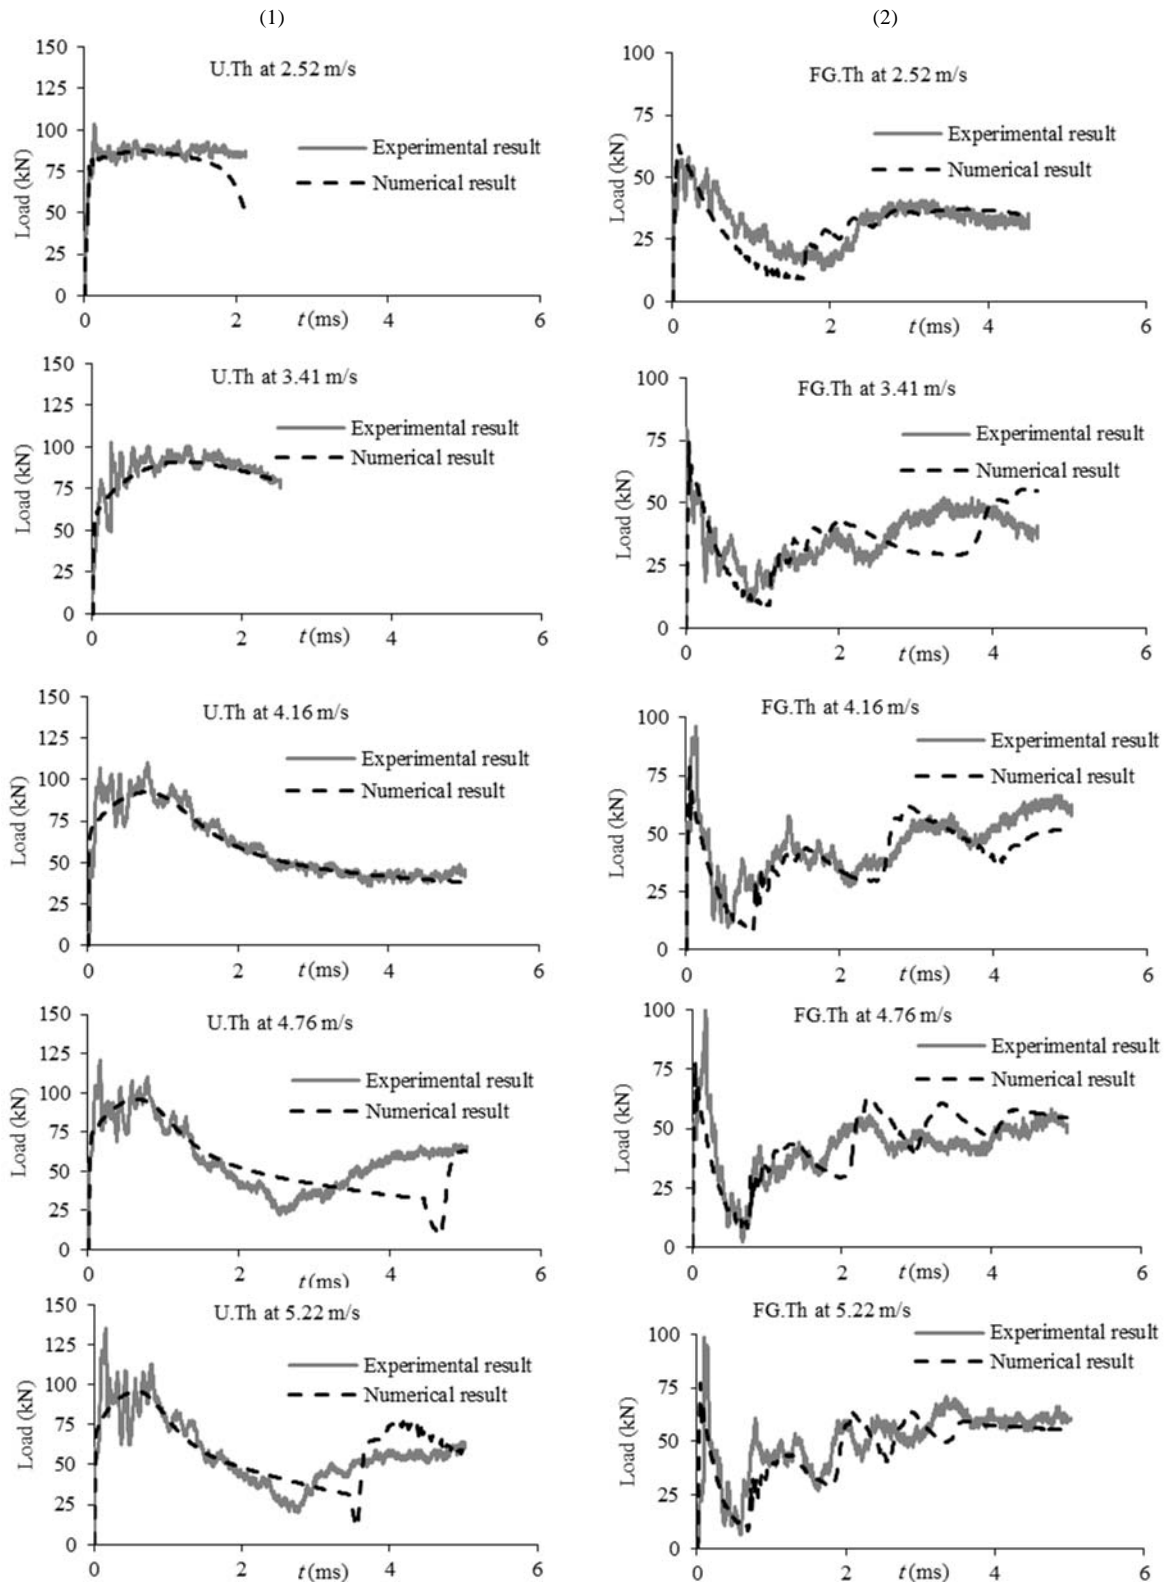 (1)
(2)
U.Th at 2.52 m/s
150
125
100
75
50
25
0
Load (kN)
Experimental result
Numerical result
0
2
t (ms)
4
6
FG.Th at 2.52 m/s
100
75
50
25
0
Load (kN)
Experimental result
Numerical result
0
2
t (ms)
4
6
U.Th at 3.41 m/s
150
125
100
75
50
25
0
Load (kN)
Experimental result
Numerical result
0
2
t (ms)
4
6
FG.Th at 3.41 m/s
100
75
50
25
0
Load (kN)
Experimental result
Numerical result
0
2
t (ms)
4
6
U.Th at 4.16 m/s
150
125
100
75
50
25
0
Load (kN)
Experimental result
Numerical result
0
2
t (ms)
4
6
FG.Th at 4.16 m/s
100
75
50
25
0
Load (kN)
Experimental result
Numerical result
0
2
t (ms)
4
6
U.Th at 4.76 m/s
150
125
100
75
50
25
0
Load (kN)
Experimental result
Numerical result
0
2
t (ms)
4
6
FG.Th at 4.76 m/s
100
75
50
25
0
Load (kN)
Experimental result
Numerical result
0
2
t (ms)
4
6
U.Th at 5.22 m/s
150
125
100
75
50
25
0
Load (kN)
Experimental result
Numerical result
0
2
t (ms)
4
6
FG.Th at 5.22 m/s
100
75
50
25
0
Load (kN)
Experimental result
Numerical result
0
2
t (ms)
4
6